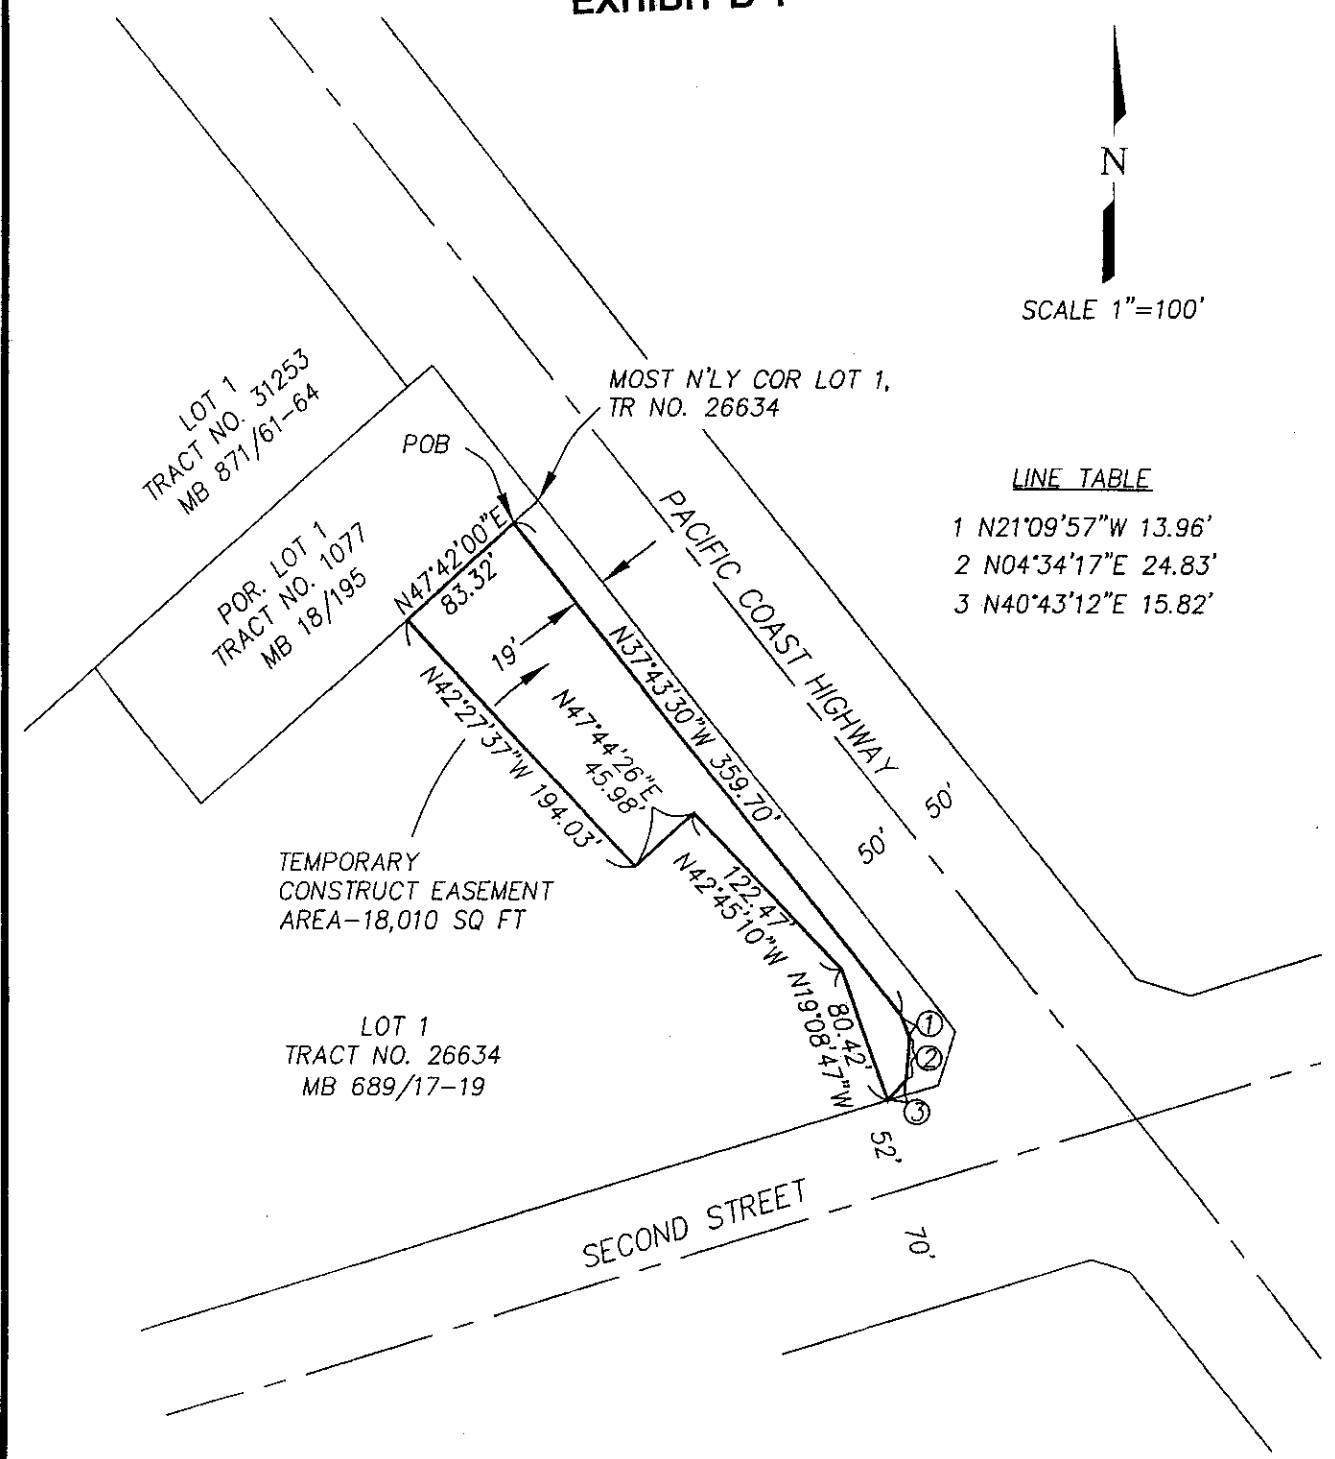 N
SCALE 1"=100'
MOST N'LY COR LOT 1,
TR NO. 26634
POB
LOT 1
TRACT NO. 31253
MB 871/61-64
POR. LOT 1
TRACT NO. 1077
MB 18/195
LINE TABLE
1 N21°09'57"W 13.96'
2 N04°34'17"E 24.83'
3 N40°43'12"E 15.82'
N47°42'00"E
83.32'
19'
PACIFIC COAST HIGHWAY
N37°43'30"W 359.70'
N42°27'37"W 194.03'
N47°44'26"E
45.98'
50'
50'
122.47'
N42°45'10"W
TEMPORARY
CONSTRUCT EASEMENT
AREA-18,010 SQ FT
80.42'
N19°08'47"W
1
2
3
LOT 1
TRACT NO. 26634
MB 689/17-19
52'
SECOND STREET
70'